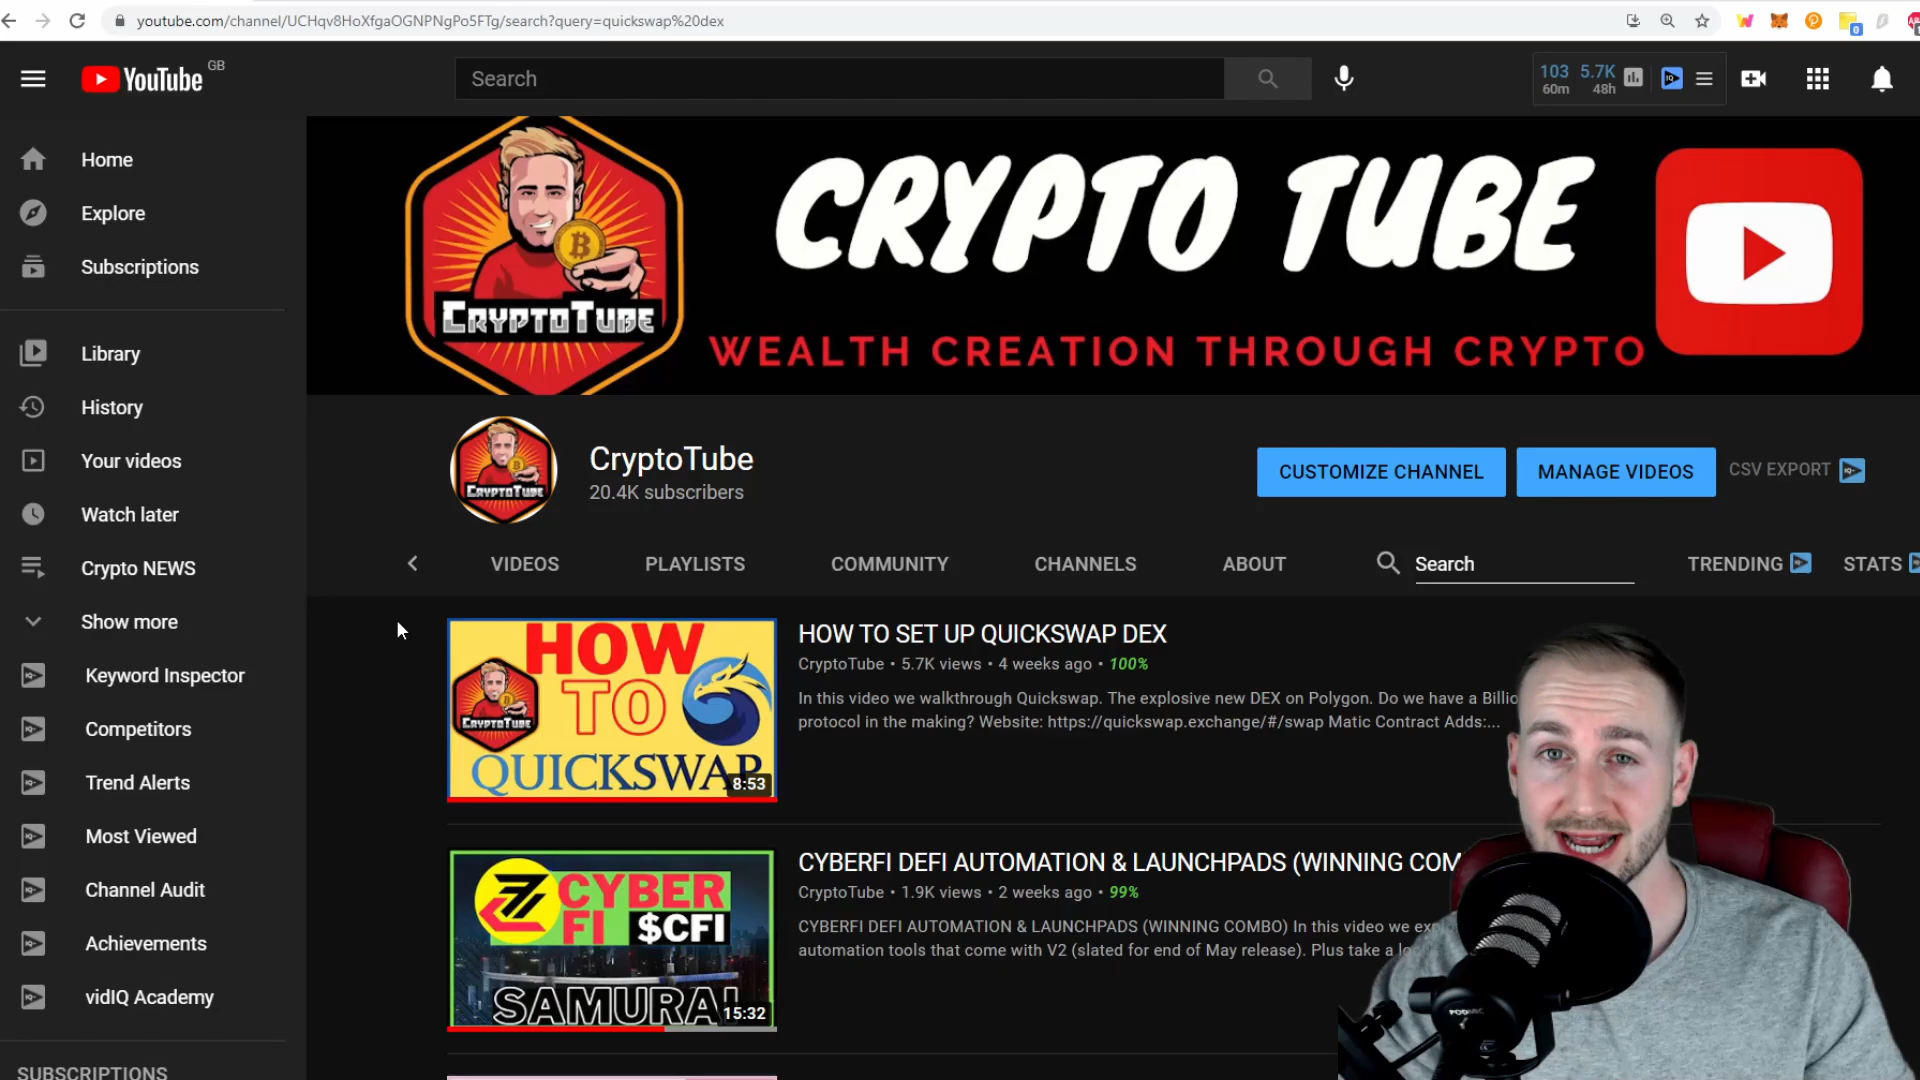 youtube.com/channel/UCHqv8HoXfgaOGNPNgPo5FTg/search?query=quickswap%20dex
0
YouTube GB
Search
103 5.7K
60m 48h
Home
Explore
Subscriptions
Library
History
Your videos
Watch later
Crypto NEWS
Show more
Keyword Inspector
Competitors
Trend Alerts
Most Viewed
Channel Audit
Achievements
vidIQ Academy
SUBSCRIPTIONS
CRYPTOTUBE
CRYPTO TUBE
WEALTH CREATION THROUGH CRYPTO
CRYPTOTUBE
CryptoTube
20.4K subscribers
CUSTOMIZE CHANNEL
MANAGE VIDEOS
CSV EXPORT
VIDEOS
PLAYLISTS
COMMUNITY
CHANNELS
ABOUT
Search
TRENDING
STATS
HOW
TO
CRYPTOTUBE
QUICKSWAP
8:53
HOW TO SET UP QUICKSWAP DEX
CryptoTube • 5.7K views • 4 weeks ago • 100%
In this video we walkthrough Quickswap. The explosive new DEX on Polygon. Do we have a Billio
protocol in the making? Website: https://quickswap.exchange/#/swap Matic Contract Adds:...
CYBER
FI $CFI
SAMURAI
15:32
CYBERFI DEFI AUTOMATION & LAUNCHPADS (WINNING COM
CryptoTube • 1.9K views • 2 weeks ago • 99%
CYBERFI DEFI AUTOMATION & LAUNCHPADS (WINNING COMBO) In this video we exp
automation tools that come with V2 (slated for end of May release). Plus take a lo